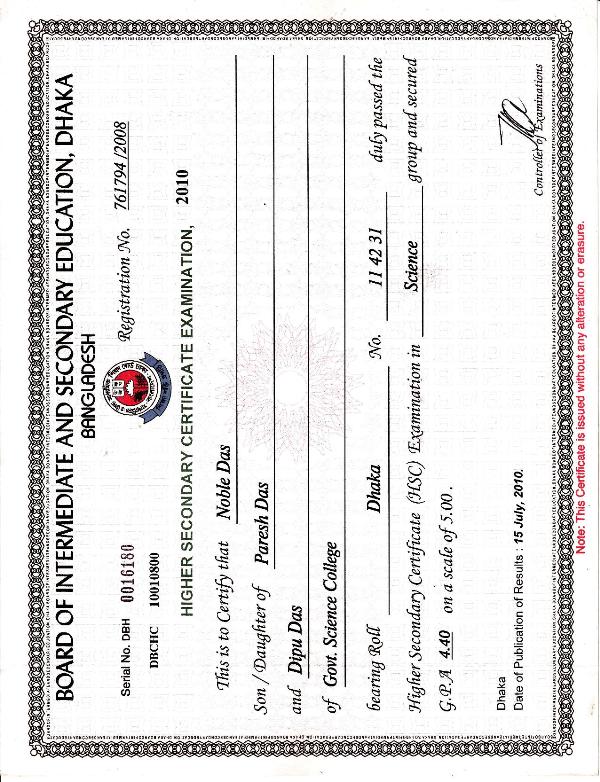 BOARD OF INTERMEDIATE AND SECONDARY EDUCATION, DHAKA
BANGLADESH
Serial No. DBH 0016180
Registration No. 761794 /2008
DBCHC 10010800
HIGHER SECONDARY CERTIFICATE EXAMINATION, 2010
This is to Certify that Noble Das
Son / Daughter of Paresh Das
and Dipu Das
of Govt. Science College
bearing Roll Dhaka No. 11 42 31 duly passed the
Higher Secondary Certificate (HSC) Examination in Science group and secured
G.P.A 4.40 on a scale of 5.00 .
Dhaka
Date of Publication of Results : 15 July, 2010.
Controller of Examinations
Note: This Certificate is issued without any alteration or erasure.